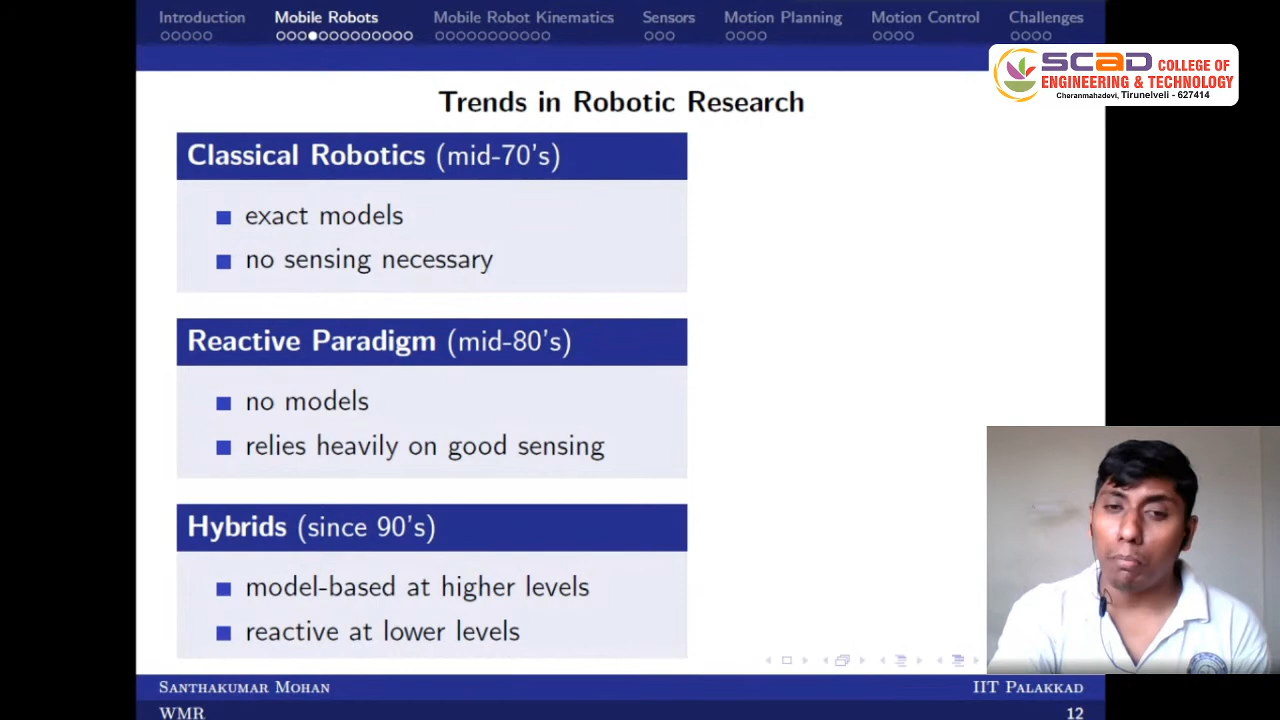 Introduction Mobile Robots Mobile Robot Kinematics Sensors Motion Planning Motion Control Challenges
SCAD COLLEGE OF
ENGINEERING & TECHNOLOGY
Cheranmahadevi, Tirunelveli - 627414
Trends in Robotic Research
Classical Robotics (mid-70's)
exact models
no sensing necessary
Reactive Paradigm (mid-80's)
no models
relies heavily on good sensing
Hybrids (since 90's)
model-based at higher levels
reactive at lower levels
Santhakumar Mohan IIT Palakkad
WMR 12